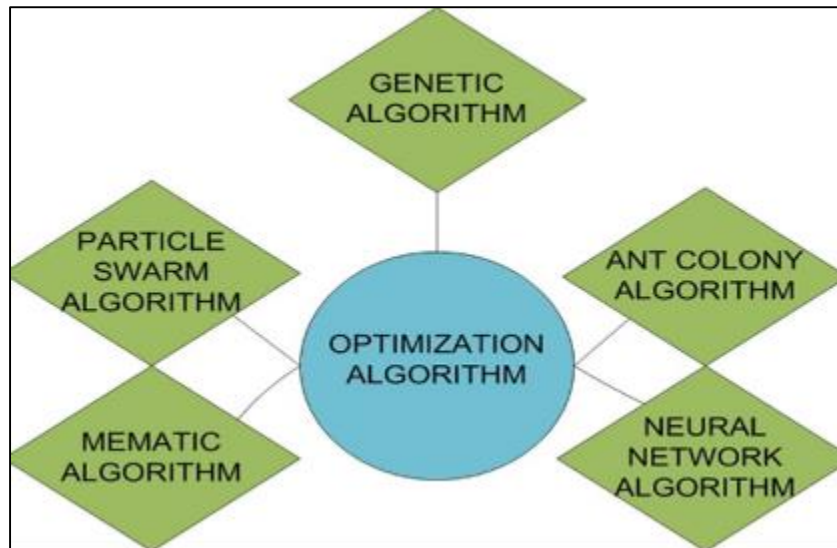 GENETIC
ALGORITHM
PARTICLE
SWARM
ALGORITHM
ANT COLONY
ALGORITHM
OPTIMIZATION
ALGORITHM
MEMATIC
ALGORITHM
NEURAL
NETWORK
ALGORITHM